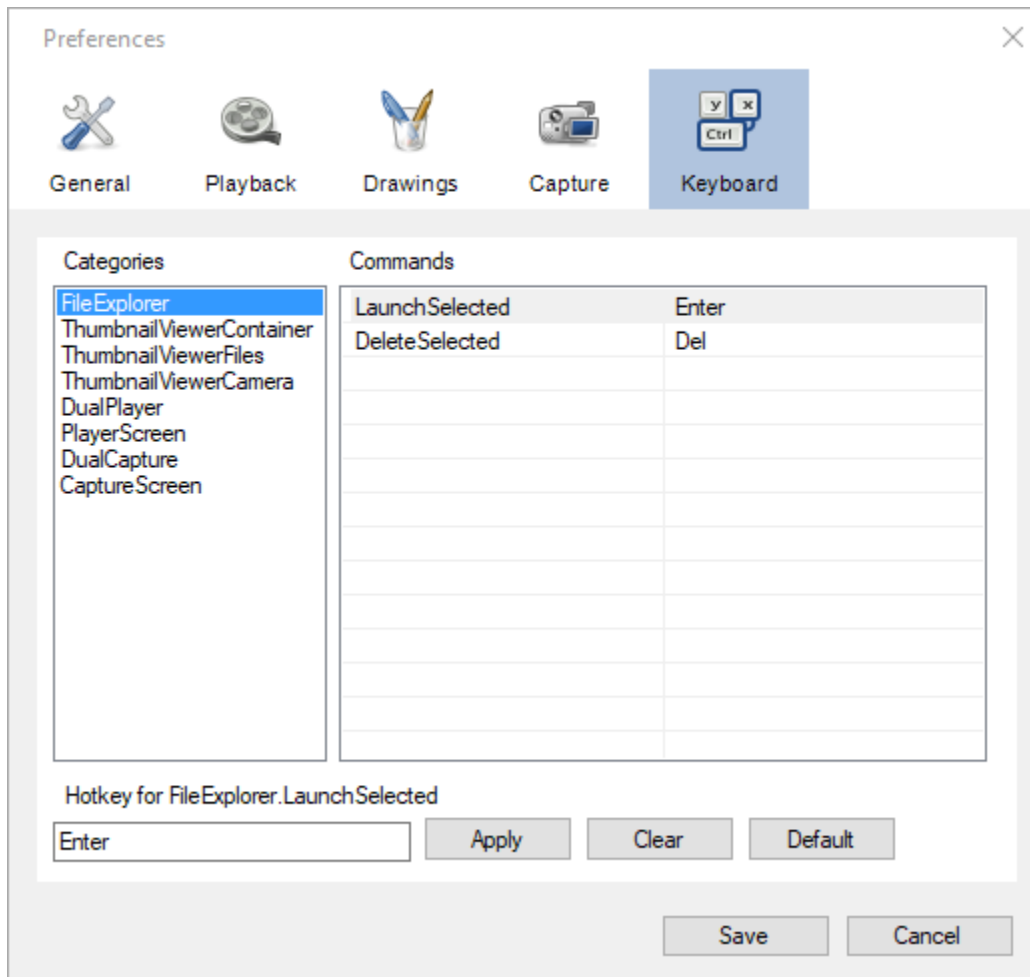 Preferences
y x
Ctrl
General Playback Drawings Capture Keyboard
Categories Commands
FileExplorer
ThumbnailViewerContainer
ThumbnailViewerFiles
ThumbnailViewerCamera
DualPlayer
PlayerScreen
DualCapture
CaptureScreen
LaunchSelected Enter
DeleteSelected Del
Hotkey for FileExplorer.LaunchSelected
Enter Apply Clear Default
Save Cancel